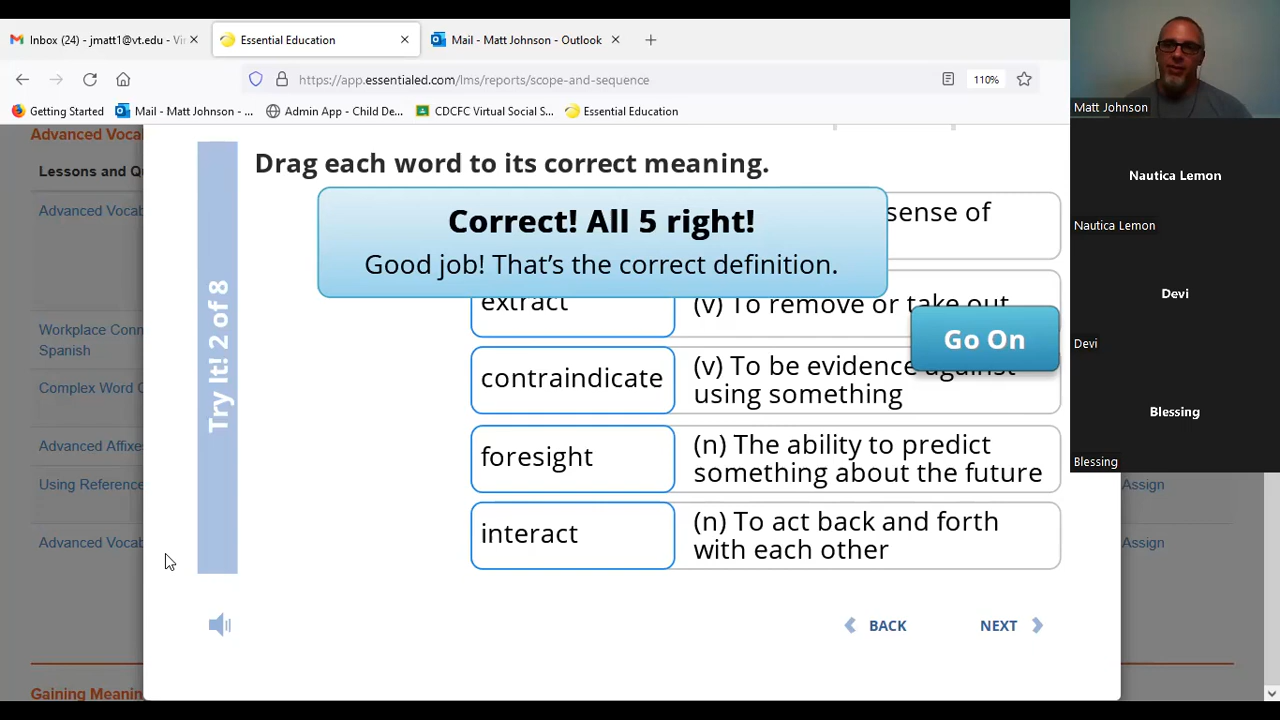 Inbox (24) - jmatt1@vt.edu - Vir
Essential Education
Mail - Matt Johnson - Outlook
https://app.essentialed.com/lms/reports/scope-and-sequence
110%
Getting Started
Mail - Matt Johnson - ...
Admin App - Child De...
CDCFC Virtual Social S...
Essential Education
Matt Johnson
Nautica Lemon
Nautica Lemon
Devi
Devi
Blessing
Blessing
Advanced Vocab
Lessons and Qu
Advanced Vocab
Workplace Conn
Spanish
Complex Word C
Advanced Affixes
Using Reference
Advanced Vocab
Gaining Meanin
Try It! 2 of 8
Drag each word to its correct meaning.
Correct! All 5 right!
Good job! That’s the correct definition.
sense of
extract
(v) To remove or take out
Go On
contraindicate
(v) To be evidence against
using something
foresight
(n) The ability to predict
something about the future
interact
(n) To act back and forth
with each other
BACK
NEXT
Assign
Assign